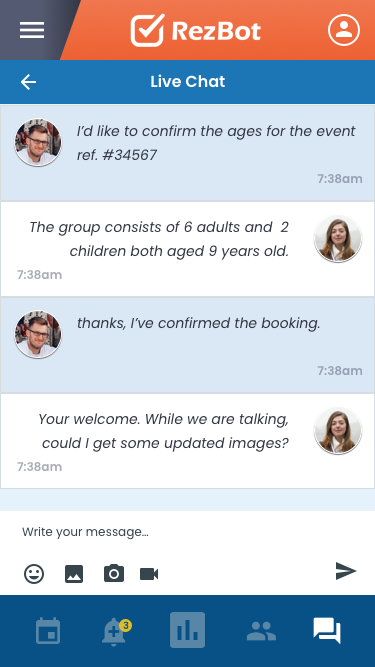 RezBot
Live Chat
I’d like to confirm the ages for the event
ref. #34567
7:38am
The group consists of 6 adults and  2
children both aged 9 years old.
7:38am
thanks, I’ve confirmed the booking.
7:38am
Your welcome. While we are talking,
could I get some updated images?
7:38am
Write your message…
3